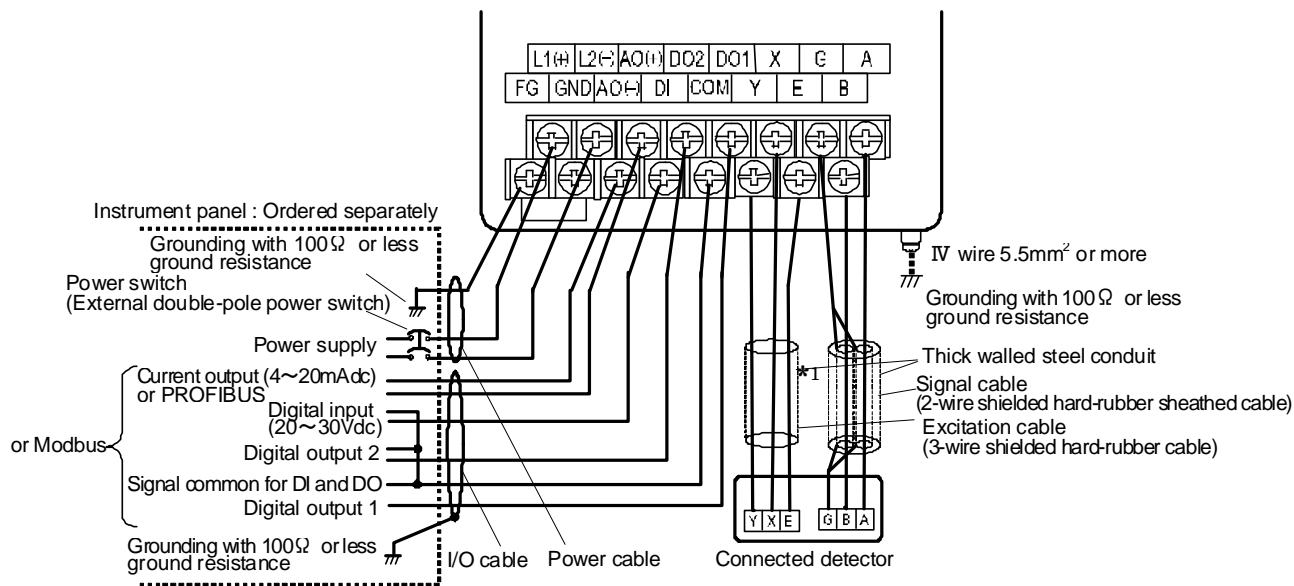 L1(+) L2(-) AO(+) DO2 DO1 X G A
FG GND AO(-) DI COM Y E B
Instrument panel : Ordered separately
Grounding with 100Ω or less
ground resistance
Power switch
(External double-pole power switch)
Power supply
Current output (4～20mAdc)
or PROFIBUS
Digital input
(20～30Vdc)
or Modbus
Digital output 2
Signal common for DI and DO
Digital output 1
Grounding with 100Ω or less
ground resistance
I/O cable
Power cable
IV wire 5.5mm² or more
Grounding with 100Ω or less
ground resistance
Thick walled steel conduit
*1
Signal cable
(2-wire shielded hard-rubber sheathed cable)
Excitation cable
(3-wire shielded hard-rubber cable)
Y X E
G B A
Connected detector